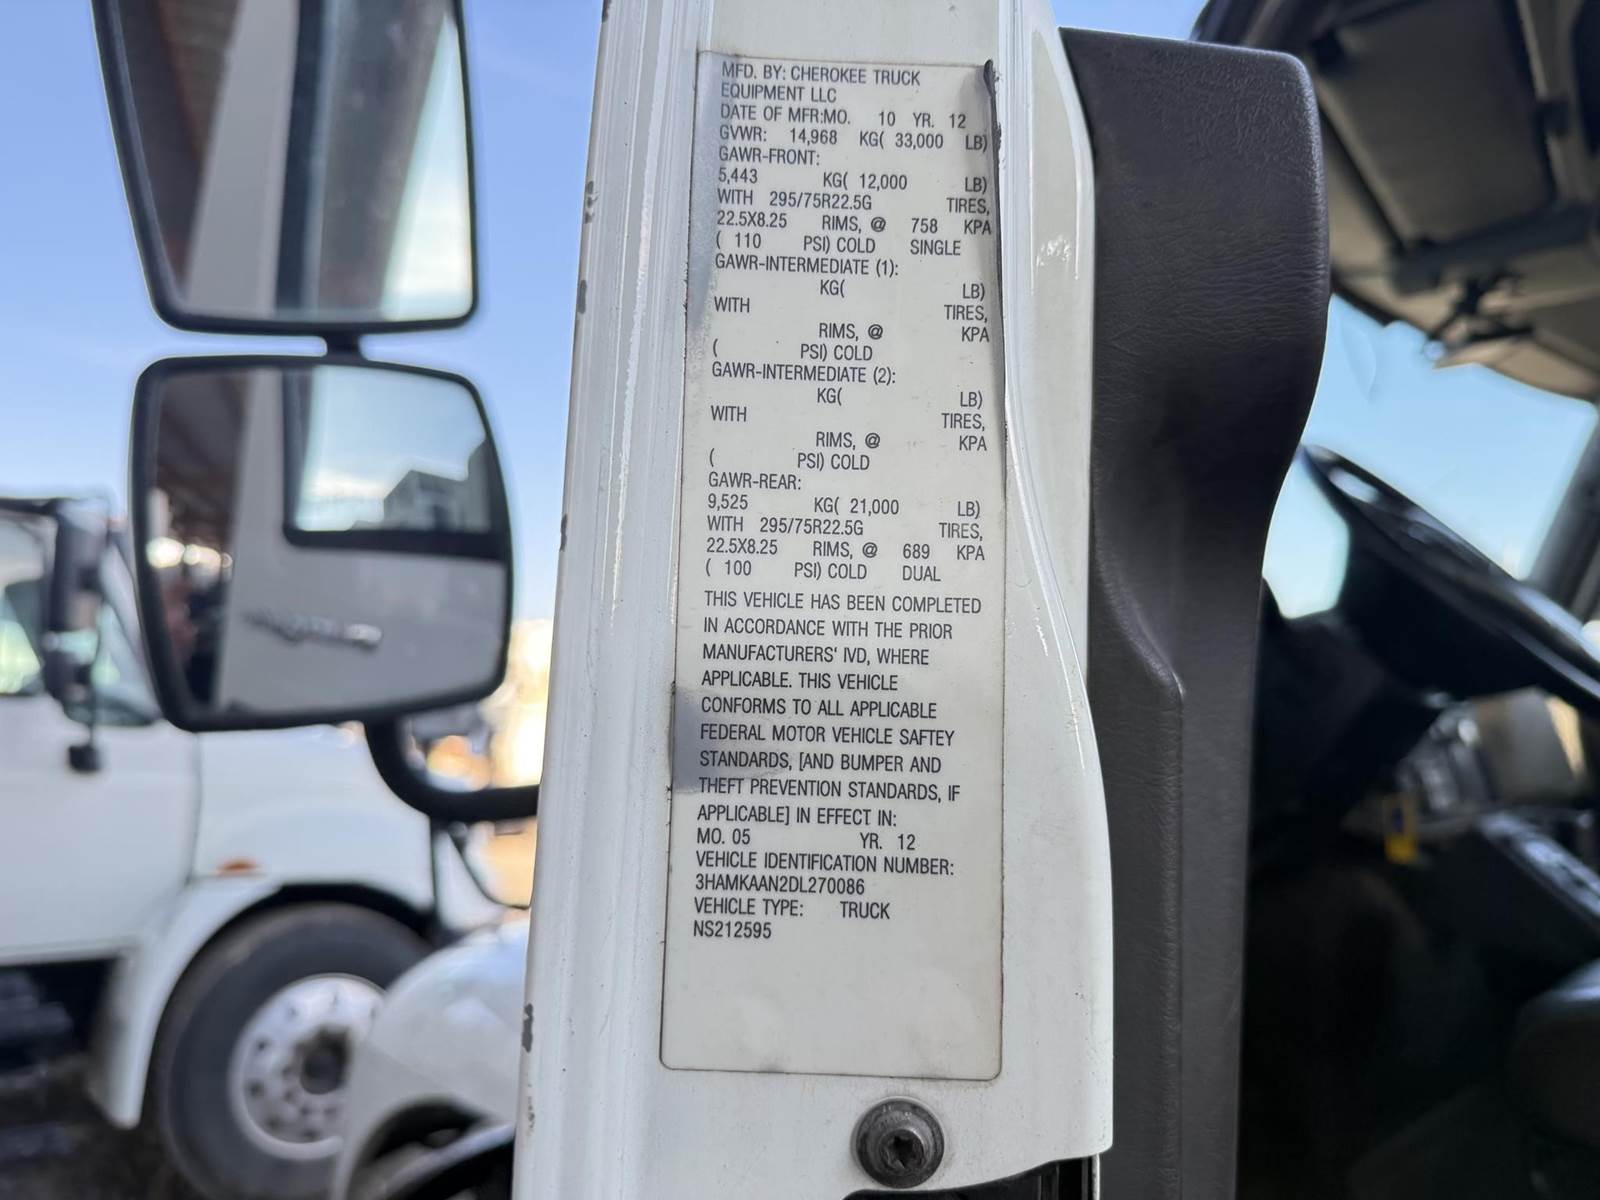 MFD. BY: CHEROKEE TRUCK
EQUIPMENT LLC
DATE OF MFR:MO. 10 YR. 12
GVWR: 14,968 KG( 33,000 LB)
GAWR-FRONT:
5,443 KG( 12,000 LB)
WITH 295/75R22.5G TIRES,
22.5X8.25 RIMS, @ 758 KPA
( 110 PSI) COLD SINGLE
GAWR-INTERMEDIATE (1):
KG( LB)
WITH TIRES,
RIMS, @ KPA
( PSI) COLD
GAWR-INTERMEDIATE (2):
KG( LB)
WITH TIRES,
RIMS, @ KPA
( PSI) COLD
GAWR-REAR:
9,525 KG( 21,000 LB)
WITH 295/75R22.5G TIRES,
22.5X8.25 RIMS, @ 689 KPA
( 100 PSI) COLD DUAL
THIS VEHICLE HAS BEEN COMPLETED
IN ACCORDANCE WITH THE PRIOR
MANUFACTURERS' IVD, WHERE
APPLICABLE. THIS VEHICLE
CONFORMS TO ALL APPLICABLE
FEDERAL MOTOR VEHICLE SAFTEY
STANDARDS, [AND BUMPER AND
THEFT PREVENTION STANDARDS, IF
APPLICABLE] IN EFFECT IN:
MO. 05 YR. 12
VEHICLE IDENTIFICATION NUMBER:
3HAMKAAN2DL270086
VEHICLE TYPE: TRUCK
NS212595